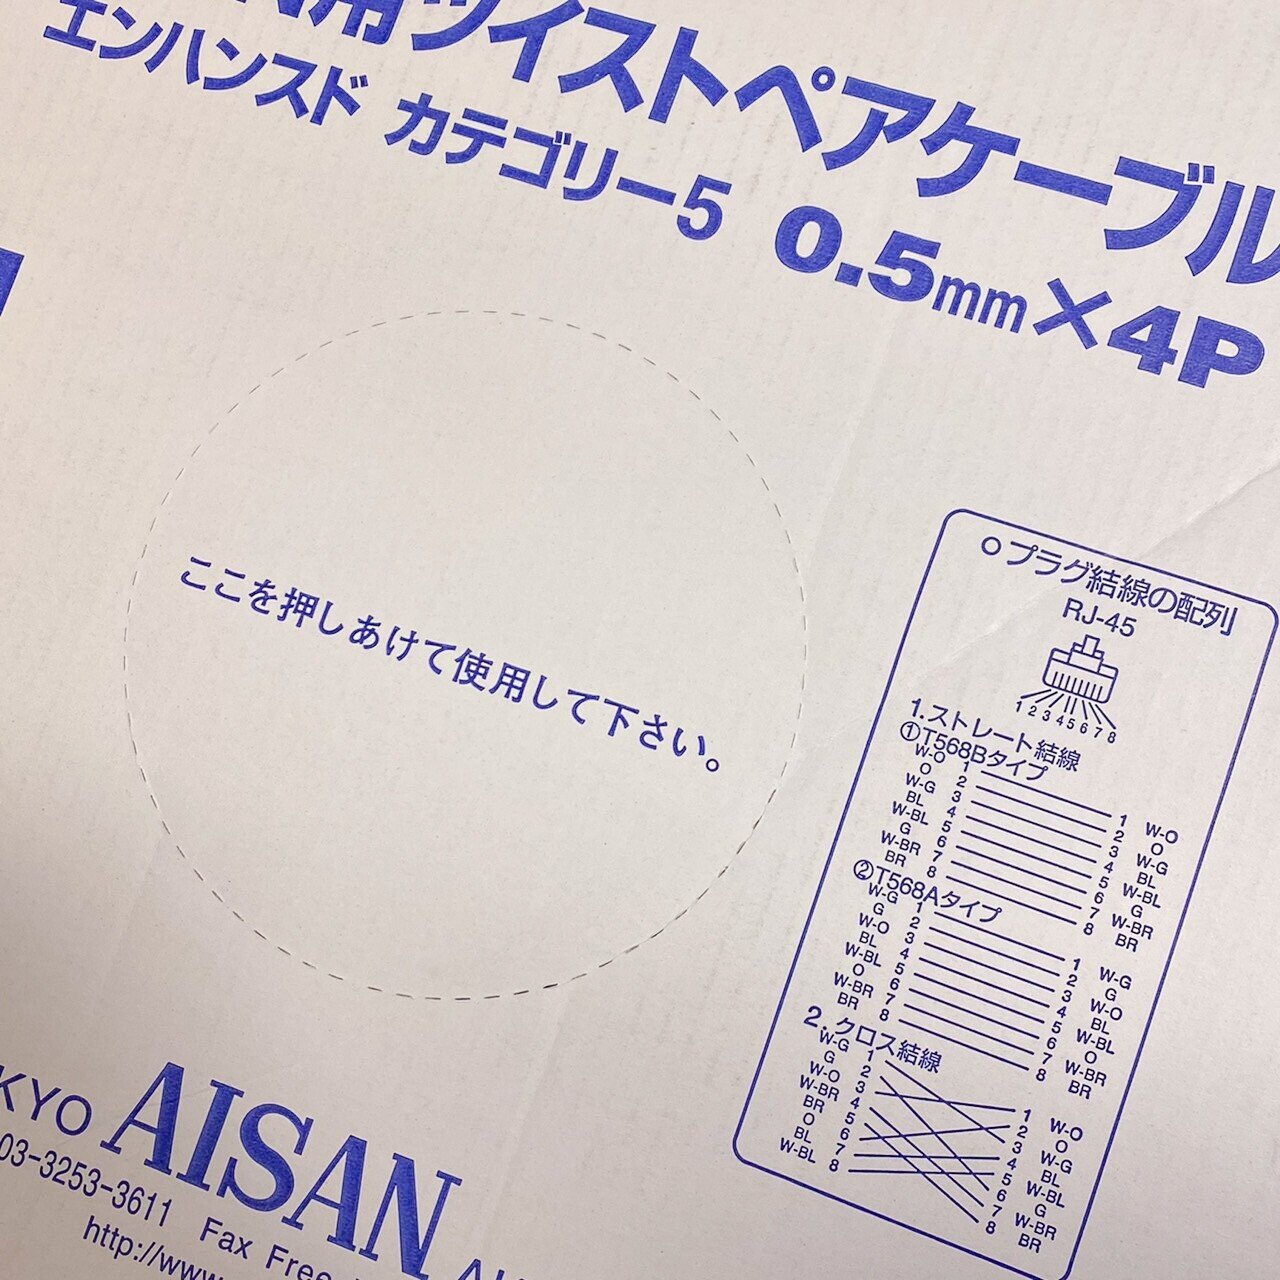 用ツイストペアケーブル
エンハンスド カテゴリー5 0.5mm×4P
ここを押しあけて使用して下さい。
○プラグ結線の配列
RJ-45
1 2 3 4 5 6 7 8
1.ストレート結線
①T568Bタイプ
W-O 1 1 W-O
O 2 2 O
W-G 3 3 W-G
BL 4 4 BL
W-BL 5 5 W-BL
G 6 6 G
W-BR 7 7 W-BR
BR 8 8 BR
②T568Aタイプ
W-G 1 1 W-G
G 2 2 G
W-O 3 3 W-O
BL 4 4 BL
W-BL 5 5 W-BL
O 6 6 O
W-BR 7 7 W-BR
BR 8 8 BR
2.クロス結線
W-G 1 1 W-O
G 2 2 O
W-O 3 3 W-G
W-BR 4 4 BL
BR 5 5 W-BL
O 6 6 G
BL 7 7 W-BR
W-BL 8 8 BR
KYO AISAN
03-3253-3611 Fax Free
http://www